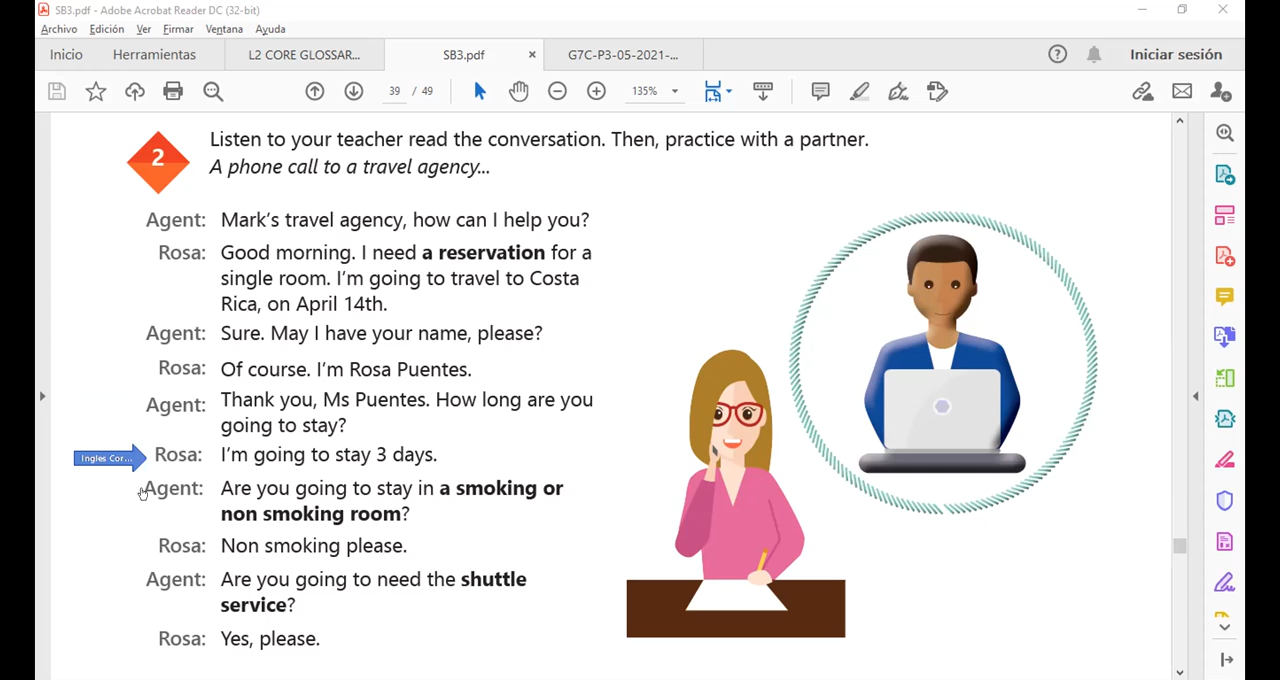 SB3.pdf - Adobe Acrobat Reader DC (32-bit)
Archivo Edición Ver Firmar Ventana Ayuda
Inicio Herramientas L2 CORE GLOSSAR... SB3.pdf × G7C-P3-05-2021-... Iniciar sesión
39 / 49 135%
2
Listen to your teacher read the conversation. Then, practice with a partner.
A phone call to a travel agency...
Agent: Mark's travel agency, how can I help you?
Rosa: Good morning. I need a reservation for a
single room. I'm going to travel to Costa
Rica, on April 14th.
Agent: Sure. May I have your name, please?
Rosa: Of course. I'm Rosa Puentes.
Agent: Thank you, Ms Puentes. How long are you
going to stay?
Ingles Cor... Rosa: I'm going to stay 3 days.
Agent: Are you going to stay in a smoking or
non smoking room?
Rosa: Non smoking please.
Agent: Are you going to need the shuttle
service?
Rosa: Yes, please.